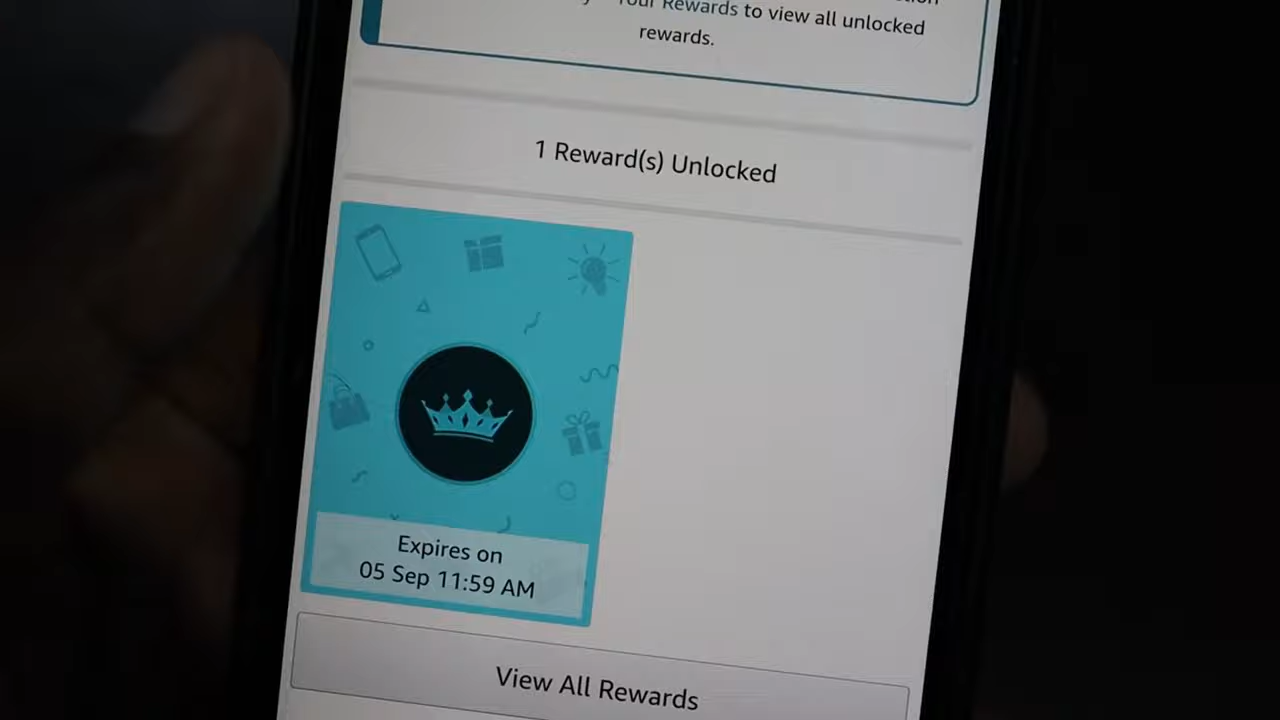 Your Rewards to view all unlocked
rewards.
1 Reward(s) Unlocked
Expires on
05 Sep 11:59 AM
View All Rewards